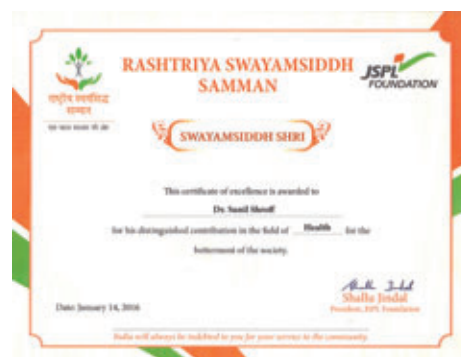 RASHTRIYA SWAYAMSIDDH
SAMMAN
JSPL
FOUNDATION
राष्ट्रीय स्वयंसिद्ध
सम्मान
SWAYAMSIDDH SHRI
This certificate of excellence is awarded to
Dr. Sunil Shroff
for his distinguished contribution in the field of Health for the
betterment of the society.
Date: January 14, 2016
Shallu Jindal
President, JSPL Foundation
India will always be indebted to you for your service to the community